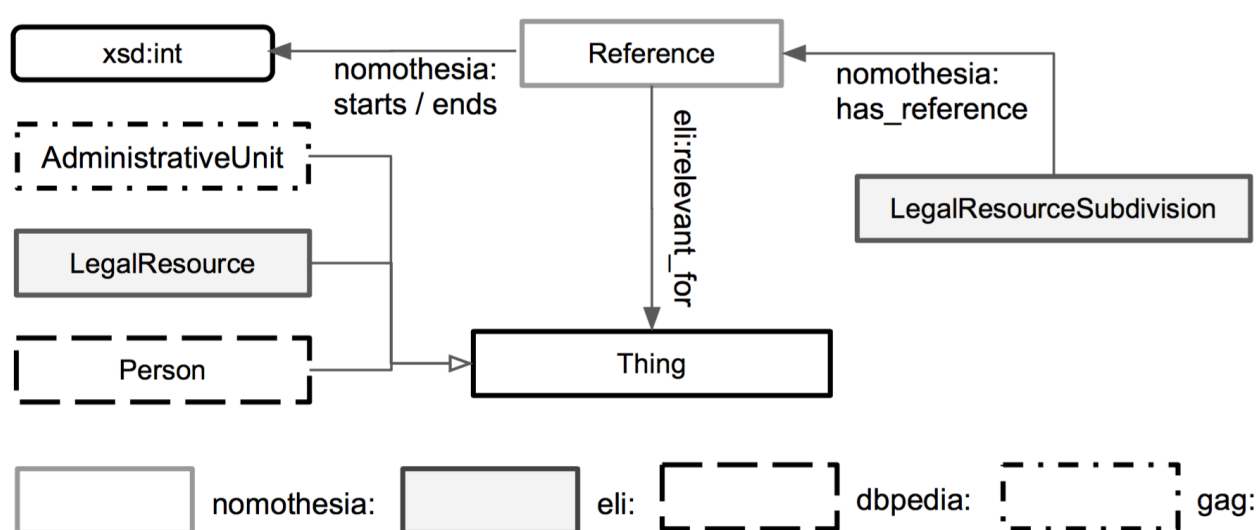 xsd:int
nomothesia:
starts / ends
Reference
nomothesia:
has_reference
AdministrativeUnit
eli:relevant_for
LegalResourceSubdivision
LegalResource
Person
Thing
nomothesia:
eli:
dbpedia:
gag: